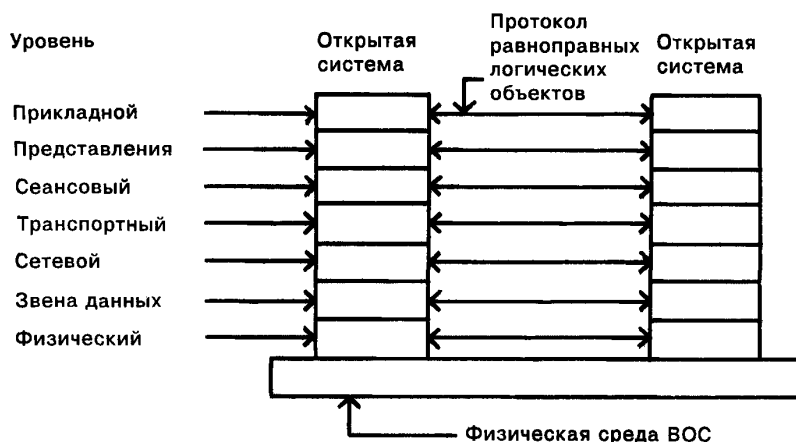 Уровень
Открытая
система
Протокол
равноправных
логических
объектов
Открытая
система
Прикладной
Представления
Сеансовый
Транспортный
Сетевой
Звена данных
Физический
Физическая среда ВОС